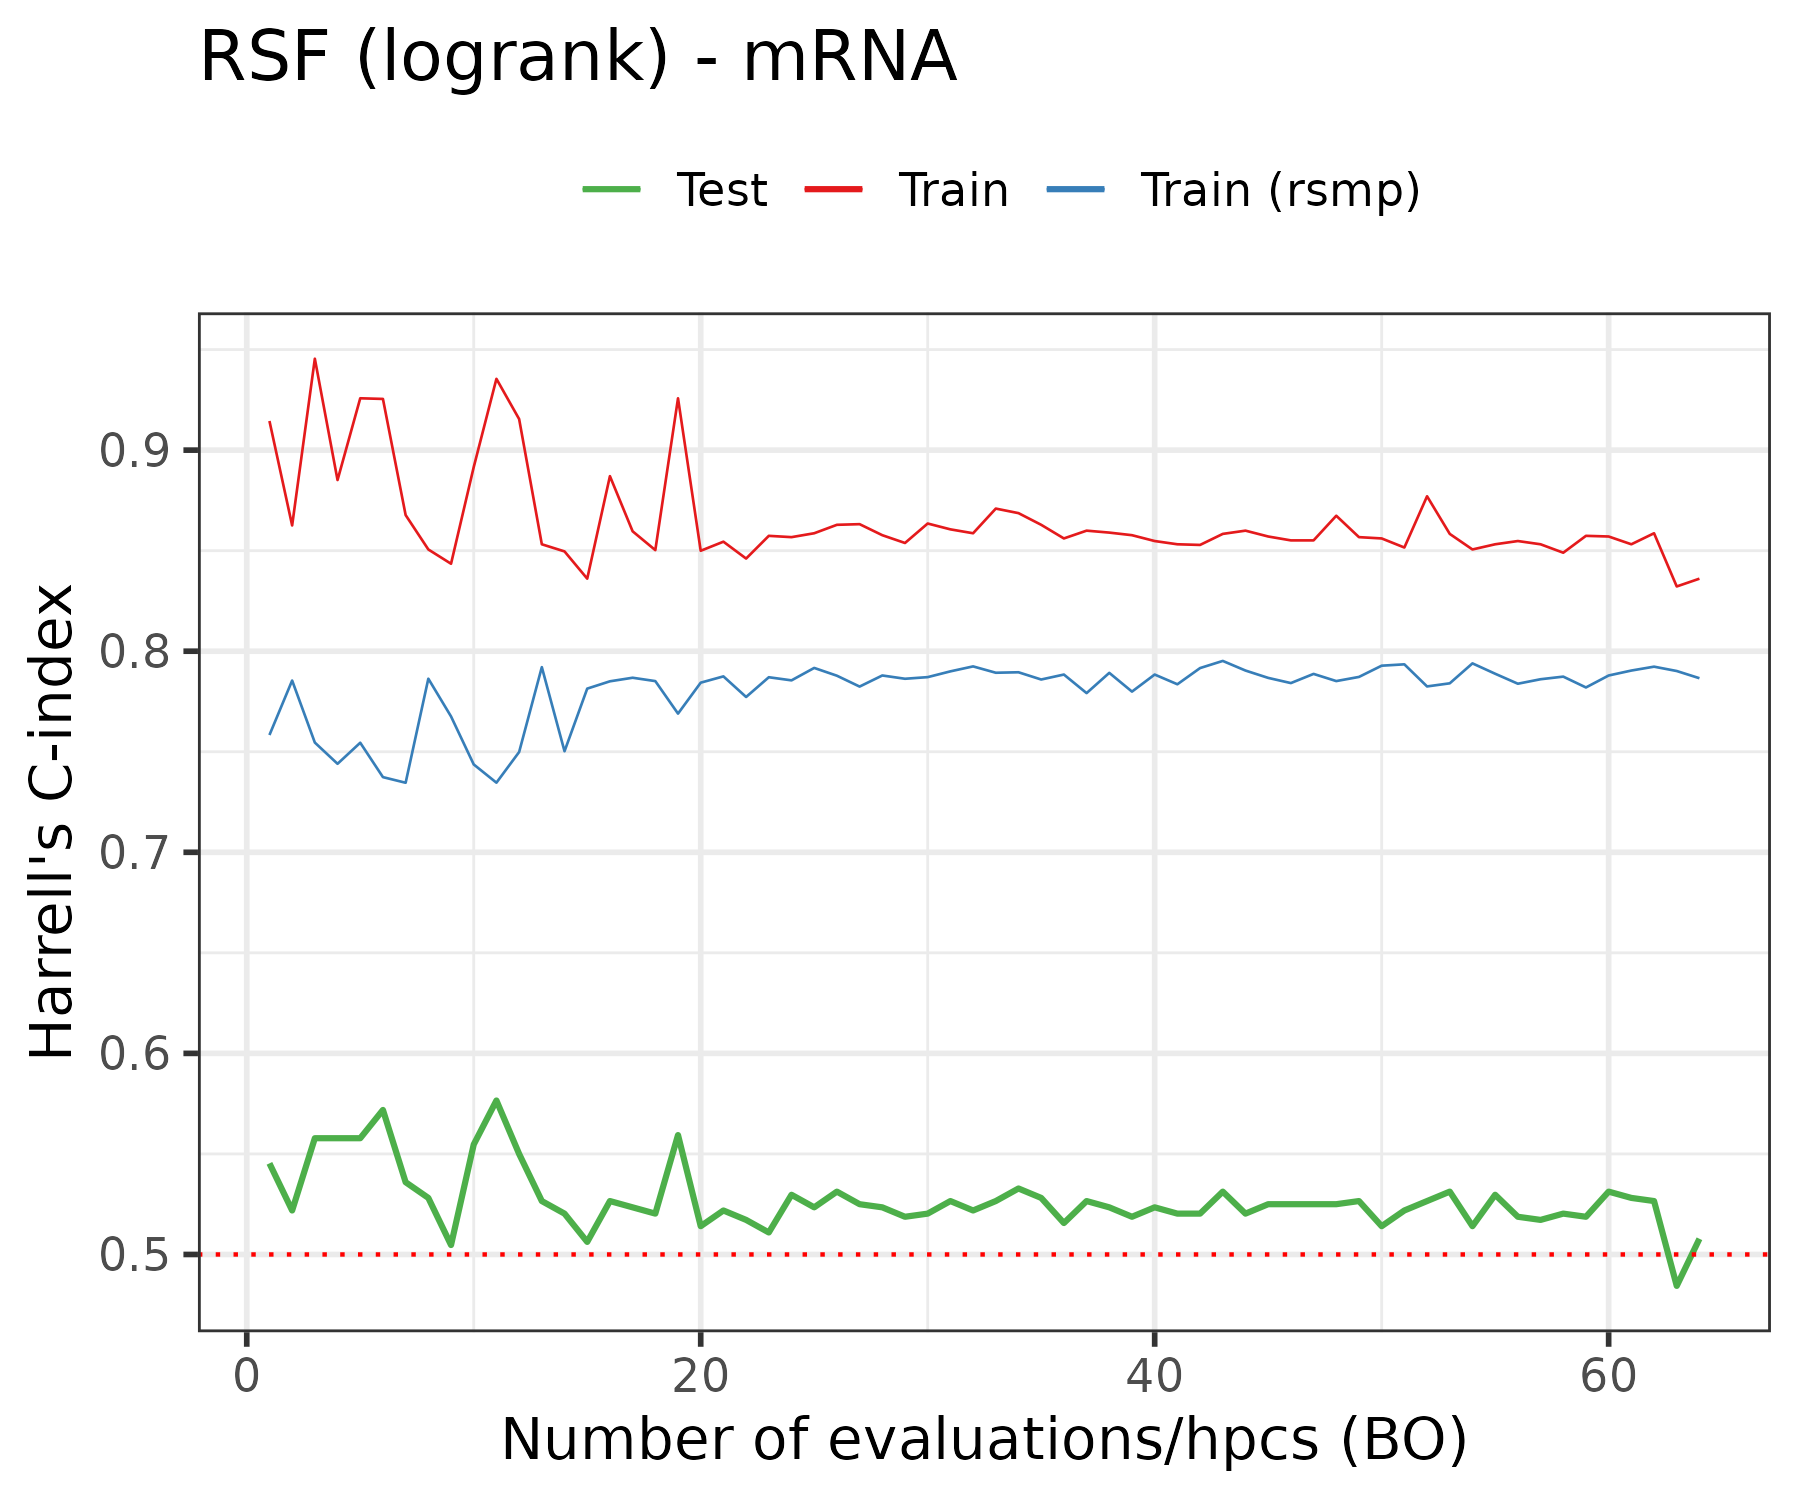 RSF (logrank) - mRNA
Test Train Train (rsmp)
Harrell's C-index
0.9
0.8
0.7
0.6
0.5
0 20 40 60
Number of evaluations/hpcs (BO)